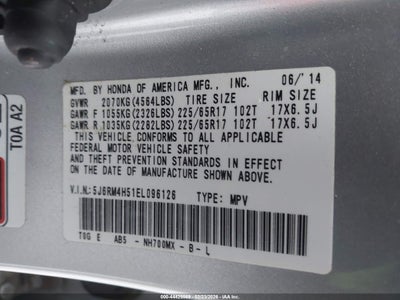 MFD. BY HONDA OF AMERICA MFG., INC. 06/'14
GVWR 2070KG(4564LBS) TIRE SIZE RIM SIZE
GAWR F 1055KG(2326LBS) 225/65R17 102T 17X6.5J
GAWR R 1035KG(2282LBS) 225/65R17 102T 17X6.5J
THIS VEHICLE CONFORMS TO ALL APPLICABLE
FEDERAL MOTOR VEHICLE SAFETY, BUMPER, AND
THEFT PREVENTION STANDARDS IN EFFECT ON
THE DATE OF MANUFACTURE SHOWN ABOVE.
V.I.N.:5J6RM4H51EL096126 TYPE: MPV
T0G E AB5 - NH700MX - B - L
T0A A2